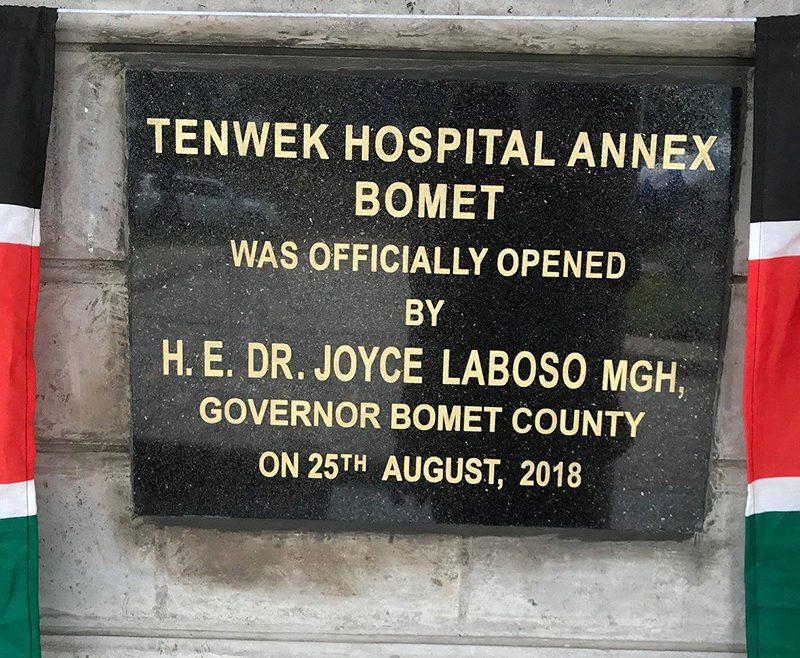 TENWEK HOSPITAL ANNEX
BOMET
WAS OFFICIALLY OPENED
BY
H. E. DR. JOYCE LABOSO MGH,
GOVERNOR BOMET COUNTY
ON 25TH AUGUST, 2018